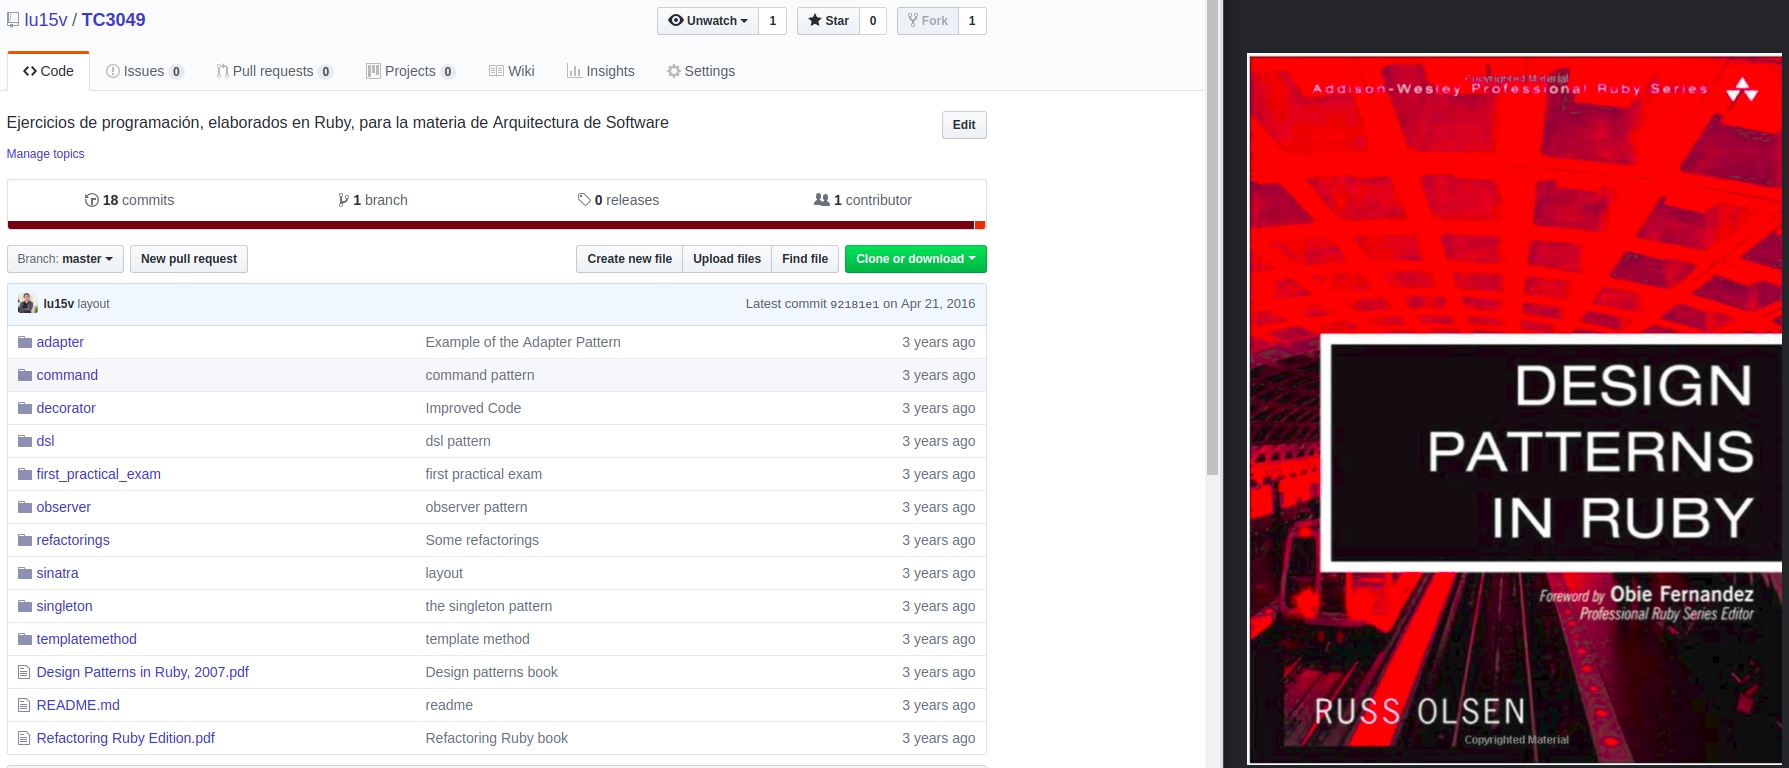 lu15v / TC3049
Unwatch 1 Star 0 Fork 1
Code Issues 0 Pull requests 0 Projects 0 Wiki Insights Settings
Ejercicios de programación, elaborados en Ruby, para la materia de Arquitectura de Software
Edit
Manage topics
18 commits 1 branch 0 releases 1 contributor
Branch: master New pull request Create new file Upload files Find file Clone or download
lu15v layout Latest commit 92181e1 on Apr 21, 2016
adapter Example of the Adapter Pattern 3 years ago
command command pattern 3 years ago
decorator Improved Code 3 years ago
dsl dsl pattern 3 years ago
first_practical_exam first practical exam 3 years ago
observer observer pattern 3 years ago
refactorings Some refactorings 3 years ago
sinatra layout 3 years ago
singleton the singleton pattern 3 years ago
templatemethod template method 3 years ago
Design Patterns in Ruby, 2007.pdf Design patterns book 3 years ago
README.md readme 3 years ago
Refactoring Ruby Edition.pdf Refactoring Ruby book 3 years ago
Copyrighted Material
Addison-Wesley Professional Ruby Series
DESIGN
PATTERNS
IN RUBY
Foreword by Obie Fernandez
Professional Ruby Series Editor
RUSS OLSEN
Copyrighted Material